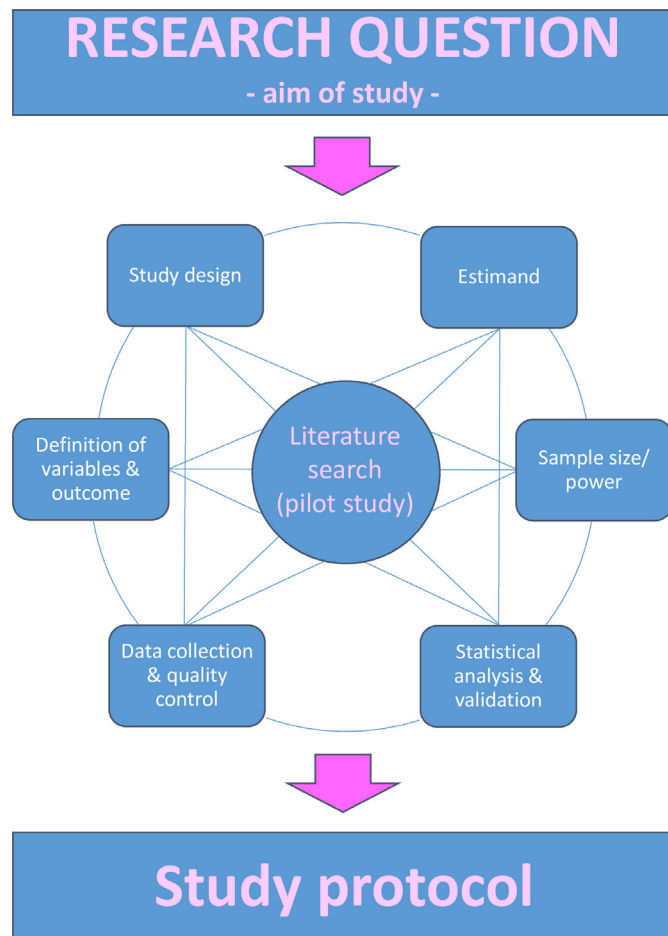 RESEARCH QUESTION
- aim of study -
Study design
Estimand
Definition of
variables &
outcome
Literature
search
(pilot study)
Sample size/
power
Data collection
& quality
control
Statistical
analysis &
validation
Study protocol